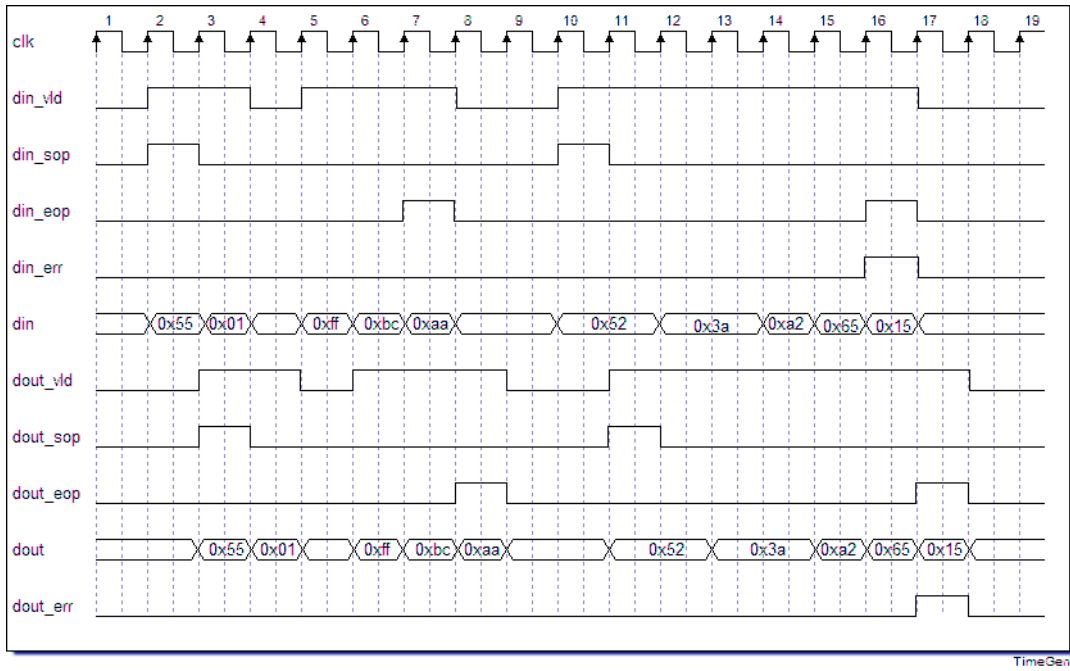 1 2 3 4 5 6 7 8 9 10 11 12 13 14 15 16 17 18 19
clk
din_vld
din_sop
din_eop
din_err
din 0x55 0x01 0xff 0xbc 0xaa 0x52 0x3a 0xa2 0x65 0x15
dout_vld
dout_sop
dout_eop
dout 0x55 0x01 0xff 0xbc 0xaa 0x52 0x3a 0xa2 0x65 0x15
dout_err
TimeGen